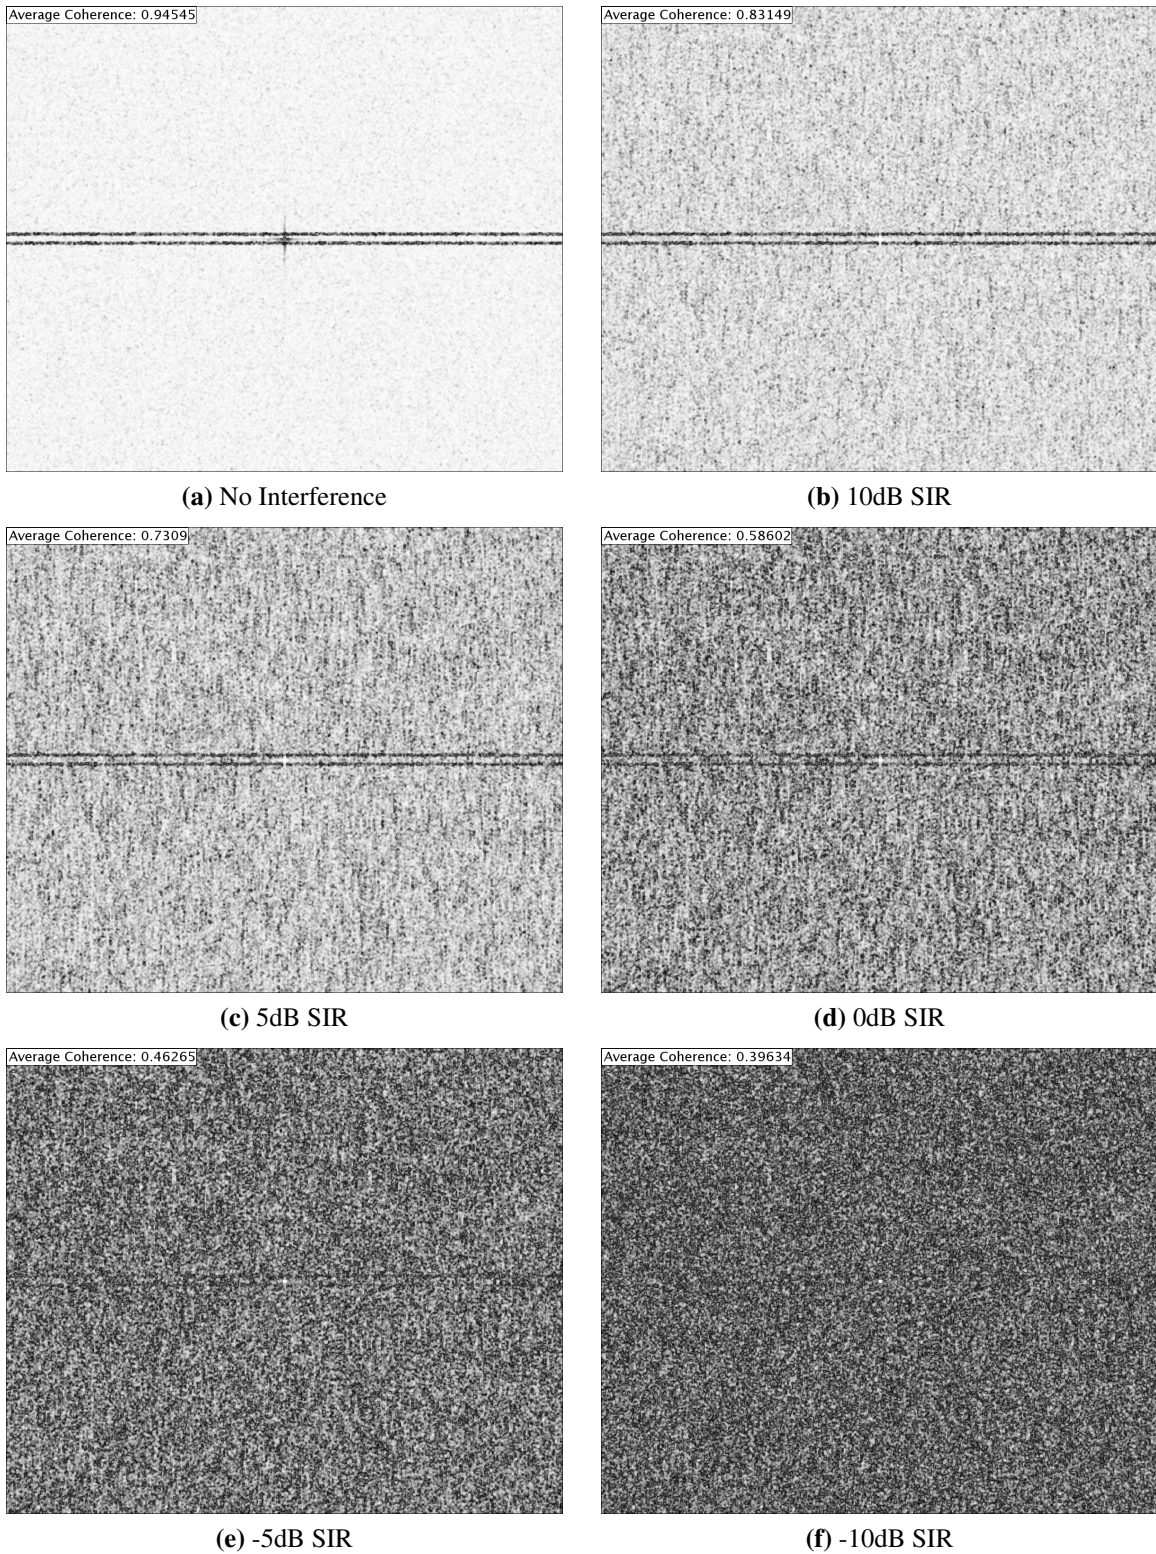 Average Coherence: 0.94545
Average Coherence: 0.83149
(a) No Interference
(b) 10dB SIR
Average Coherence: 0.7309
Average Coherence: 0.58602
(c) 5dB SIR
(d) 0dB SIR
Average Coherence: 0.46265
Average Coherence: 0.39634
(e) -5dB SIR
(f) -10dB SIR